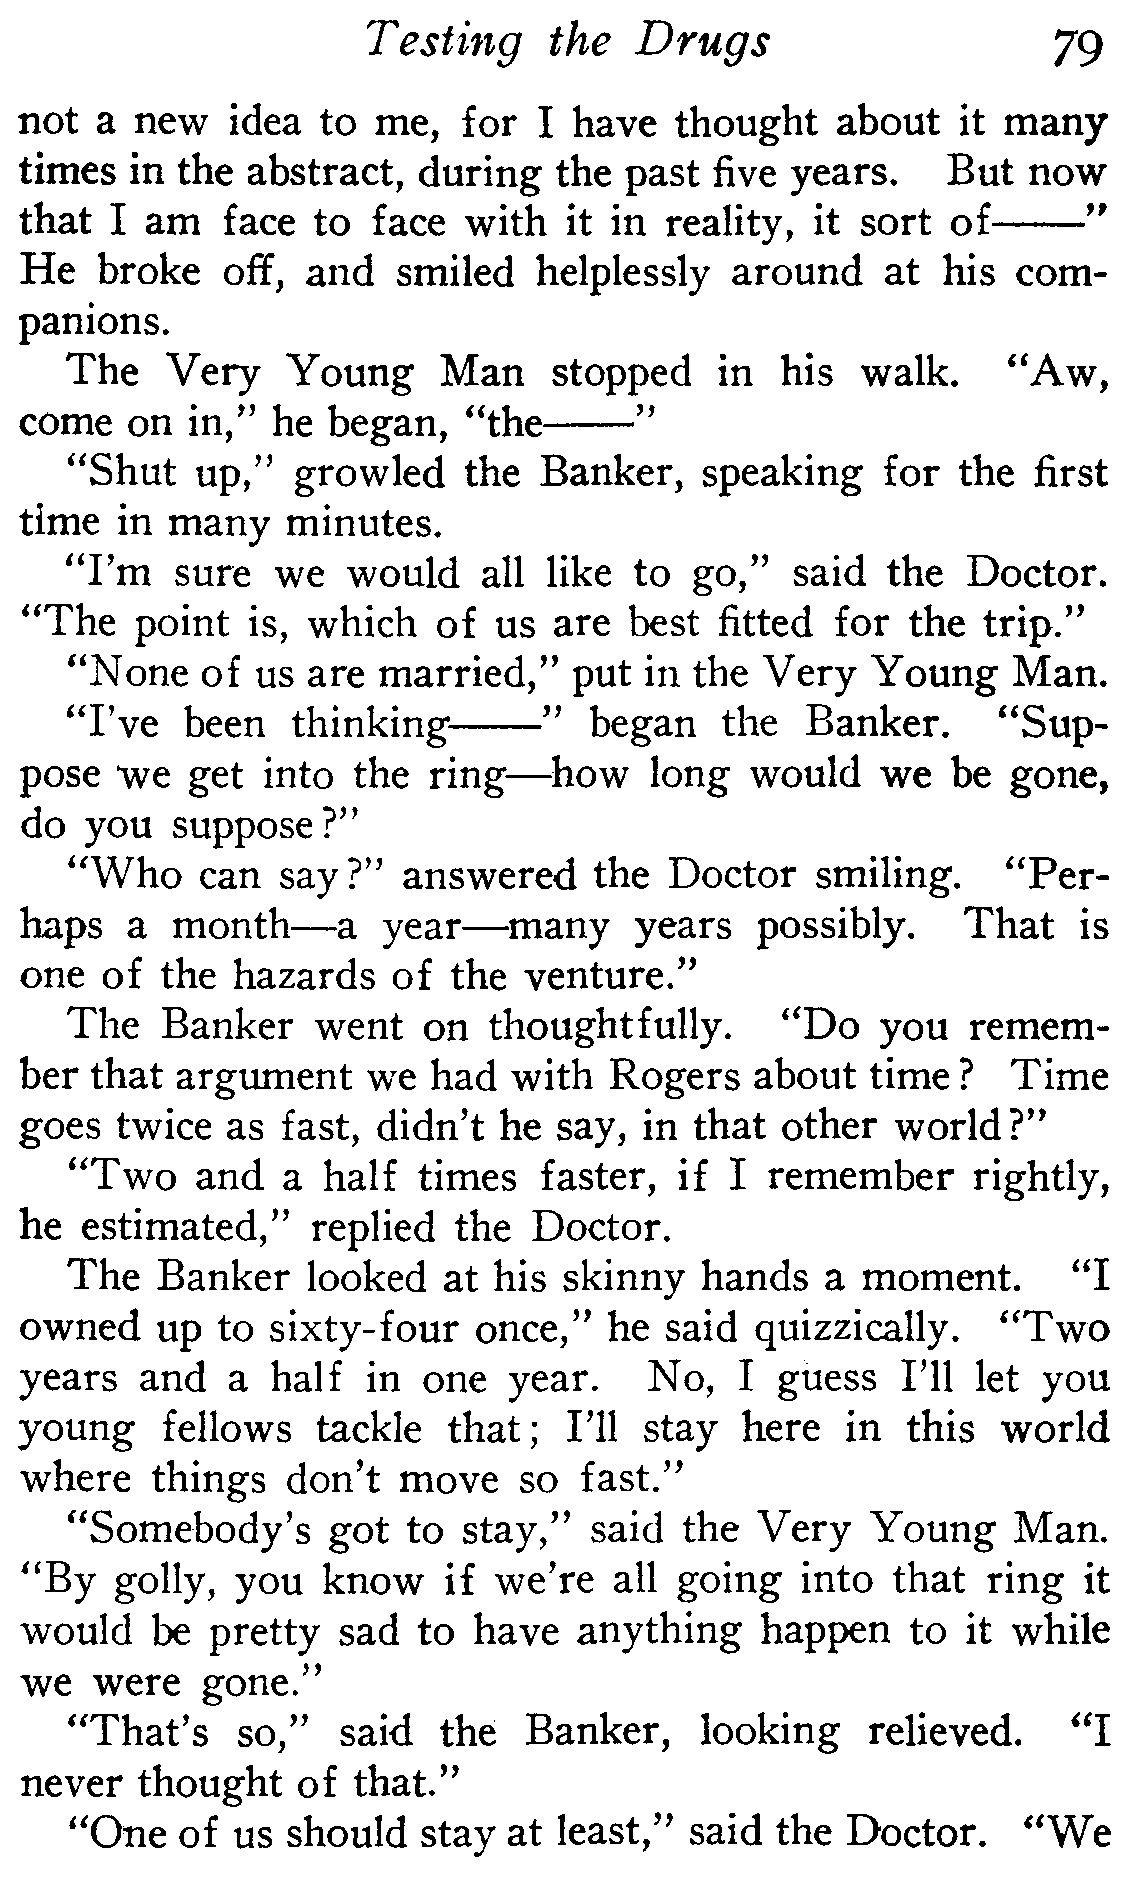 Testing the Drugs 79
not a new idea to me, for I have thought about it many
times in the abstract, during the past five years. But now
that I am face to face with it in reality, it sort of——"
He broke off, and smiled helplessly around at his com-
panions.
The Very Young Man stopped in his walk. "Aw,
come on in," he began, "the——"
"Shut up," growled the Banker, speaking for the first
time in many minutes.
"I'm sure we would all like to go," said the Doctor.
"The point is, which of us are best fitted for the trip."
"None of us are married," put in the Very Young Man.
"I've been thinking——" began the Banker. "Sup-
pose we get into the ring—how long would we be gone,
do you suppose?"
"Who can say?" answered the Doctor smiling. "Per-
haps a month—a year—many years possibly. That is
one of the hazards of the venture."
The Banker went on thoughtfully. "Do you remem-
ber that argument we had with Rogers about time? Time
goes twice as fast, didn't he say, in that other world?"
"Two and a half times faster, if I remember rightly,
he estimated," replied the Doctor.
The Banker looked at his skinny hands a moment. "I
owned up to sixty-four once," he said quizzically. "Two
years and a half in one year. No, I guess I'll let you
young fellows tackle that; I'll stay here in this world
where things don't move so fast."
"Somebody's got to stay," said the Very Young Man.
"By golly, you know if we're all going into that ring it
would be pretty sad to have anything happen to it while
we were gone."
"That's so," said the Banker, looking relieved. "I
never thought of that."
"One of us should stay at least," said the Doctor. "We